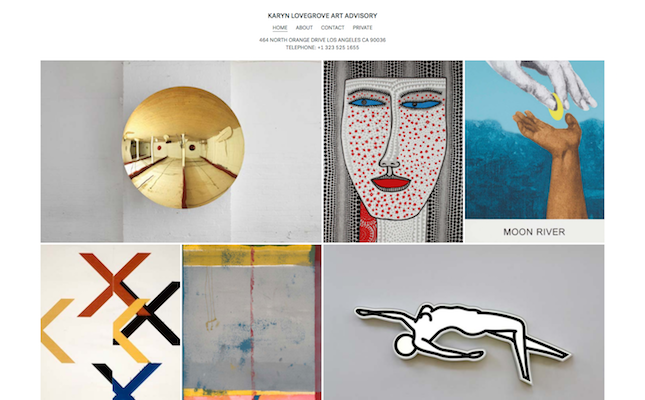 KARYN LOVEGROVE ART ADVISORY
HOME ABOUT CONTACT PRIVATE
464 NORTH ORANGE DRIVE LOS ANGELES CA 90036
TELEPHONE: +1 323 525 1655
MOON RIVER